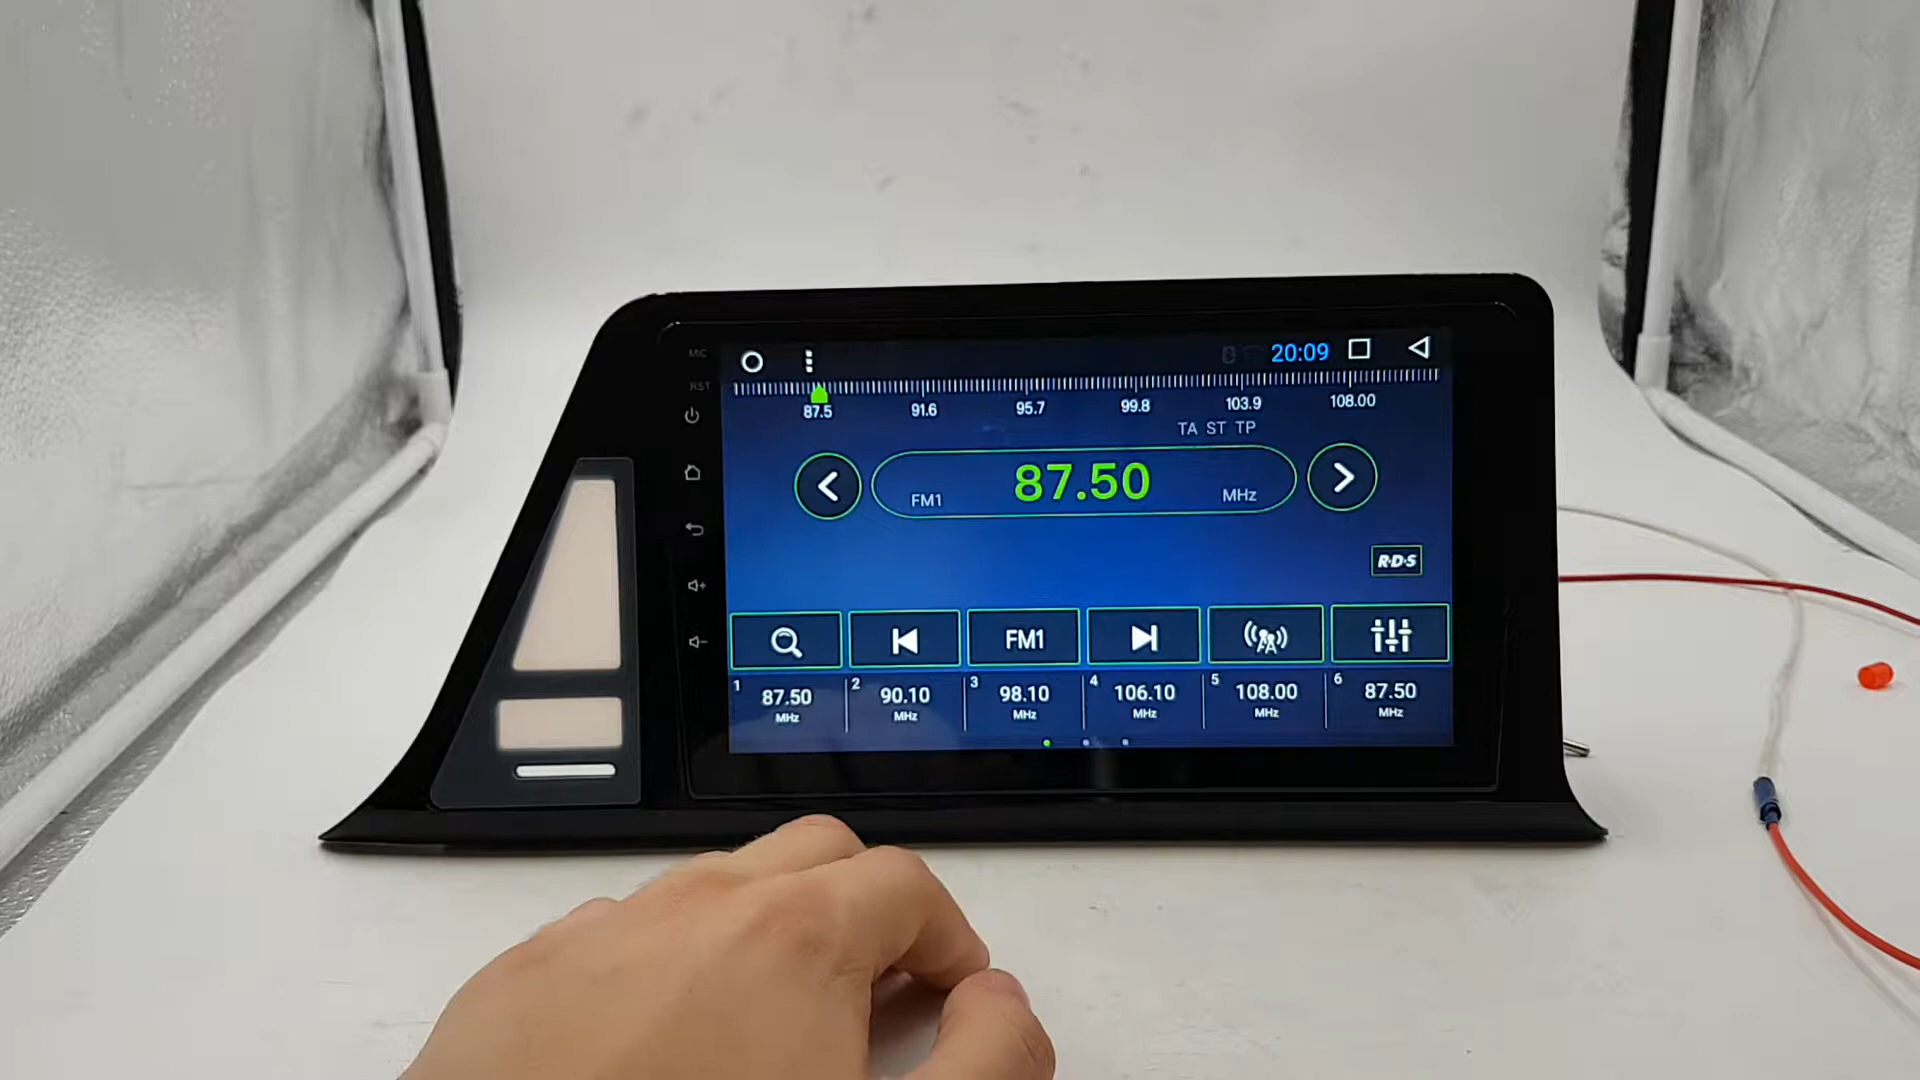 MC
RST
20:09
87.5 91.6 95.7 99.8 103.9 108.00
TA ST TP
FM1 87.50 MHz
R·D·S
FM1
1 87.50 MHz
2 90.10 MHz
3 98.10 MHz
4 106.10 MHz
5 108.00 MHz
6 87.50 MHz